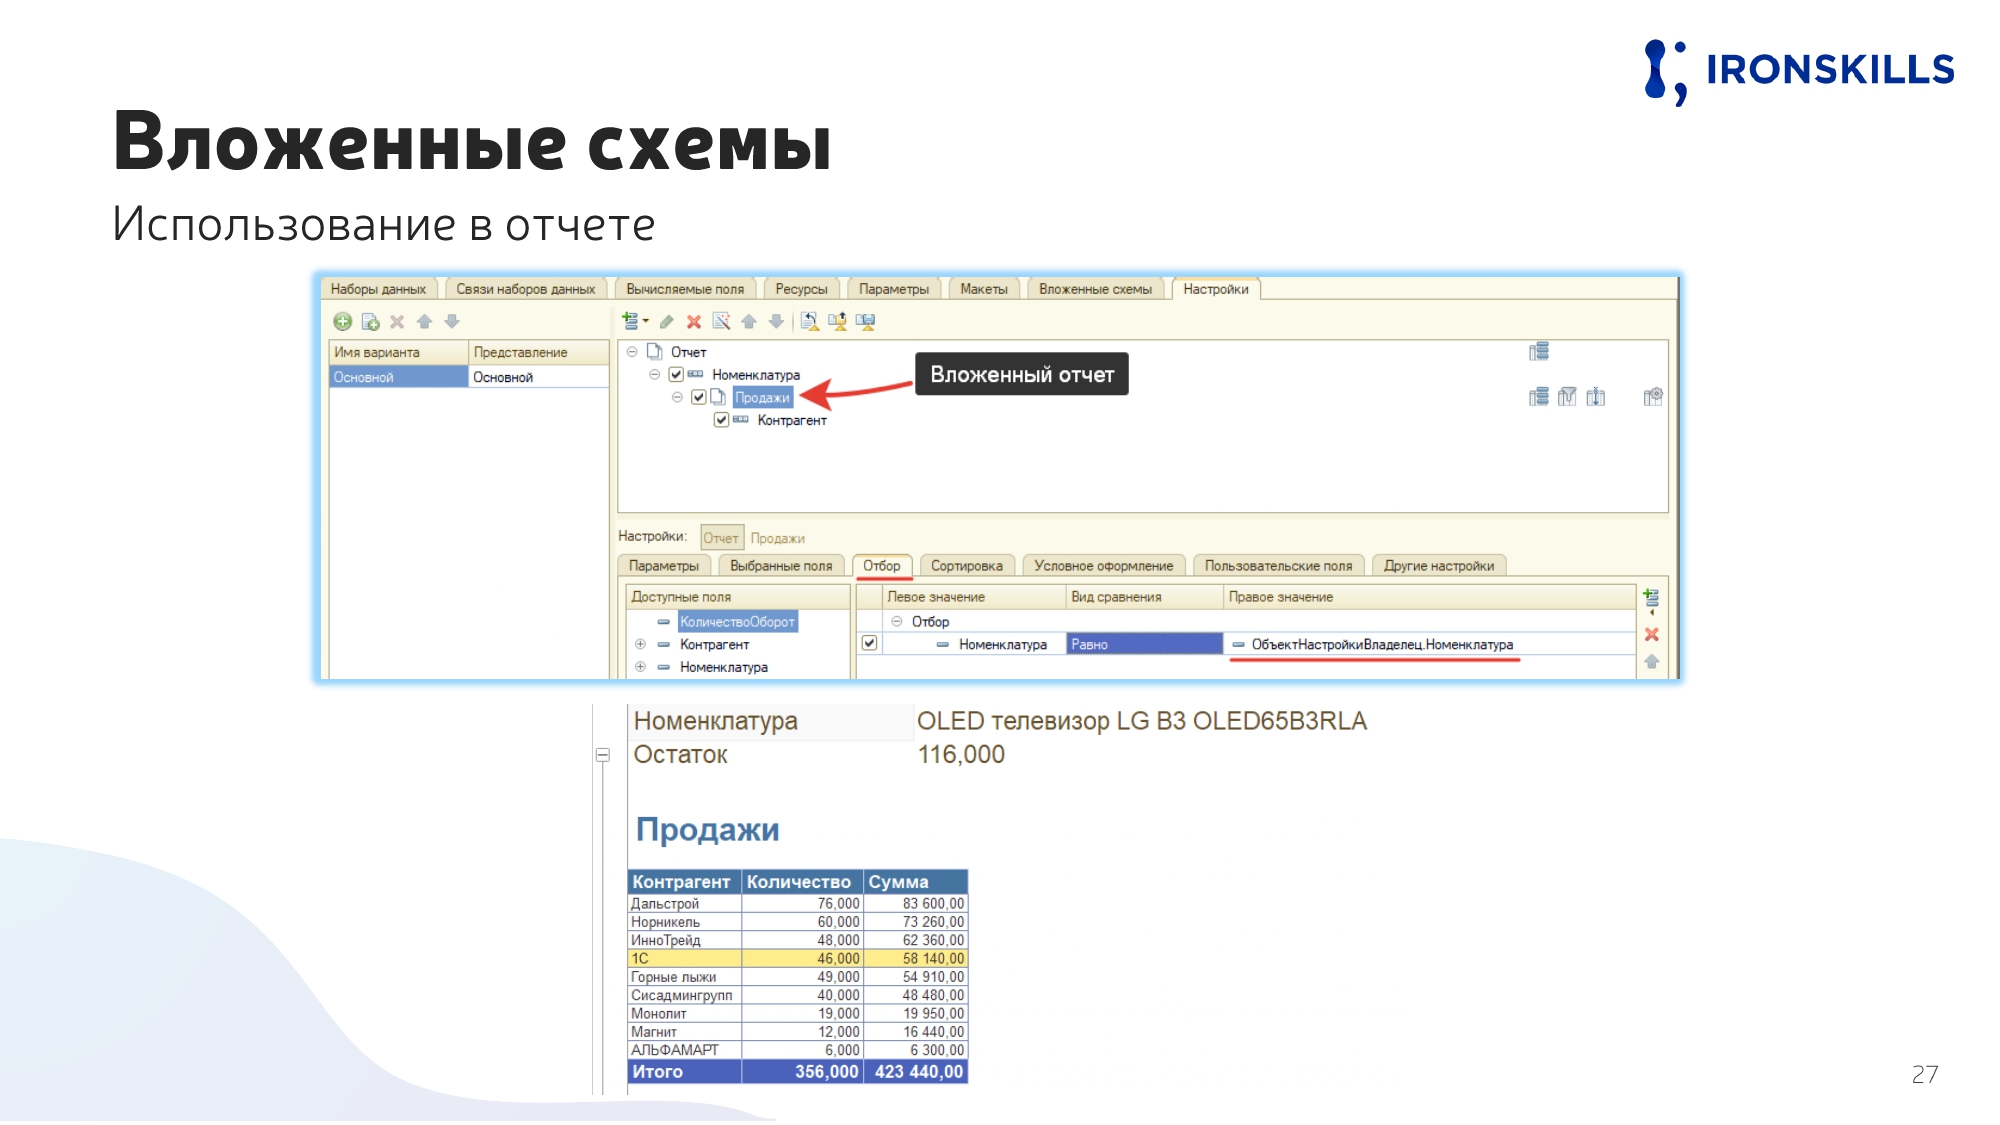 IRONSKILLS
Вложенные схемы
Использование в отчете
Наборы данных Связи наборов данных Вычисляемые поля Ресурсы Параметры Макеты Вложенные схемы Настройки
Имя варианта Представление
Основной Основной
Отчет
Номенклатура
Продажи
Контрагент
Вложенный отчет
Настройки: Отчет Продажи
Параметры Выбранные поля Отбор Сортировка Условное оформление Пользовательские поля Другие настройки
Доступные поля
КоличествоОборот
Контрагент
Номенклатура
Левое значение Вид сравнения Правое значение
Отбор
Номенклатура Равно ОбъектНастройкиВладелец.Номенклатура
Номенклатура OLED телевизор LG B3 OLED65B3RLA
Остаток 116,000
Продажи
Контрагент Количество Сумма
Дальстрой 76,000 83 600,00
Норникель 60,000 73 260,00
ИнноТрейд 48,000 62 360,00
1С 46,000 58 140,00
Горные лыжи 49,000 54 910,00
Сисадмингрупп 40,000 48 480,00
Монолит 19,000 19 950,00
Магнит 12,000 16 440,00
АЛЬФАМАРТ 6,000 6 300,00
Итого 356,000 423 440,00
27